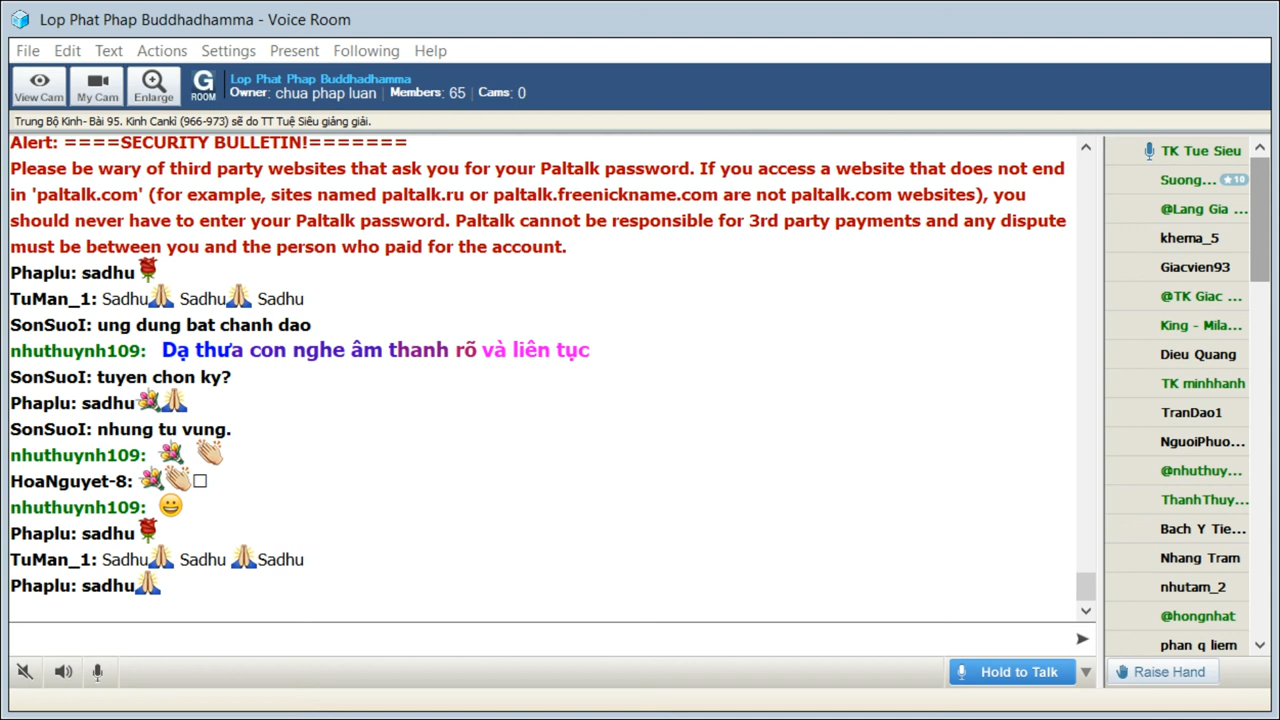 Lop Phat Phap Buddhadhamma - Voice Room
File Edit Text Actions Settings Present Following Help
View Cam
My Cam
Enlarge
G ROOM
Lop Phat Phap Buddhadhamma
Owner: chua phap luan Members: 65 Cams: 0
Trung Bộ Kinh- Bài 95. Kinh Cankì (966-973) sẽ do TT Tuệ Siêu giảng giải.
Alert: ====SECURITY BULLETIN!=======
Please be wary of third party websites that ask you for your Paltalk password. If you access a website that does not end
in 'paltalk.com' (for example, sites named paltalk.ru or paltalk.freenickname.com are not paltalk.com websites), you
should never have to enter your Paltalk password. Paltalk cannot be responsible for 3rd party payments and any dispute
must be between you and the person who paid for the account.
Phaplu: sadhu
TuMan_1: Sadhu Sadhu Sadhu
SonSuoI: ung dung bat chanh dao
nhuthuynh109: Dạ thưa con nghe âm thanh rõ và liên tục
SonSuoI: tuyen chon ky?
Phaplu: sadhu
SonSuoI: nhung tu vung.
nhuthuynh109:
HoaNguyet-8:
nhuthuynh109:
Phaplu: sadhu
TuMan_1: Sadhu Sadhu Sadhu
Phaplu: sadhu
TK Tue Sieu
Suong... 10
@Lang Gia ...
khema_5
Giacvien93
@TK Giac ...
King - Mila...
Dieu Quang
TK minhhanh
TranDao1
NguoiPhuo...
@nhuthuy...
ThanhThuy...
Bach Y Tie...
Nhang Tram
nhutam_2
@hongnhat
phan q liem
Hold to Talk
Raise Hand